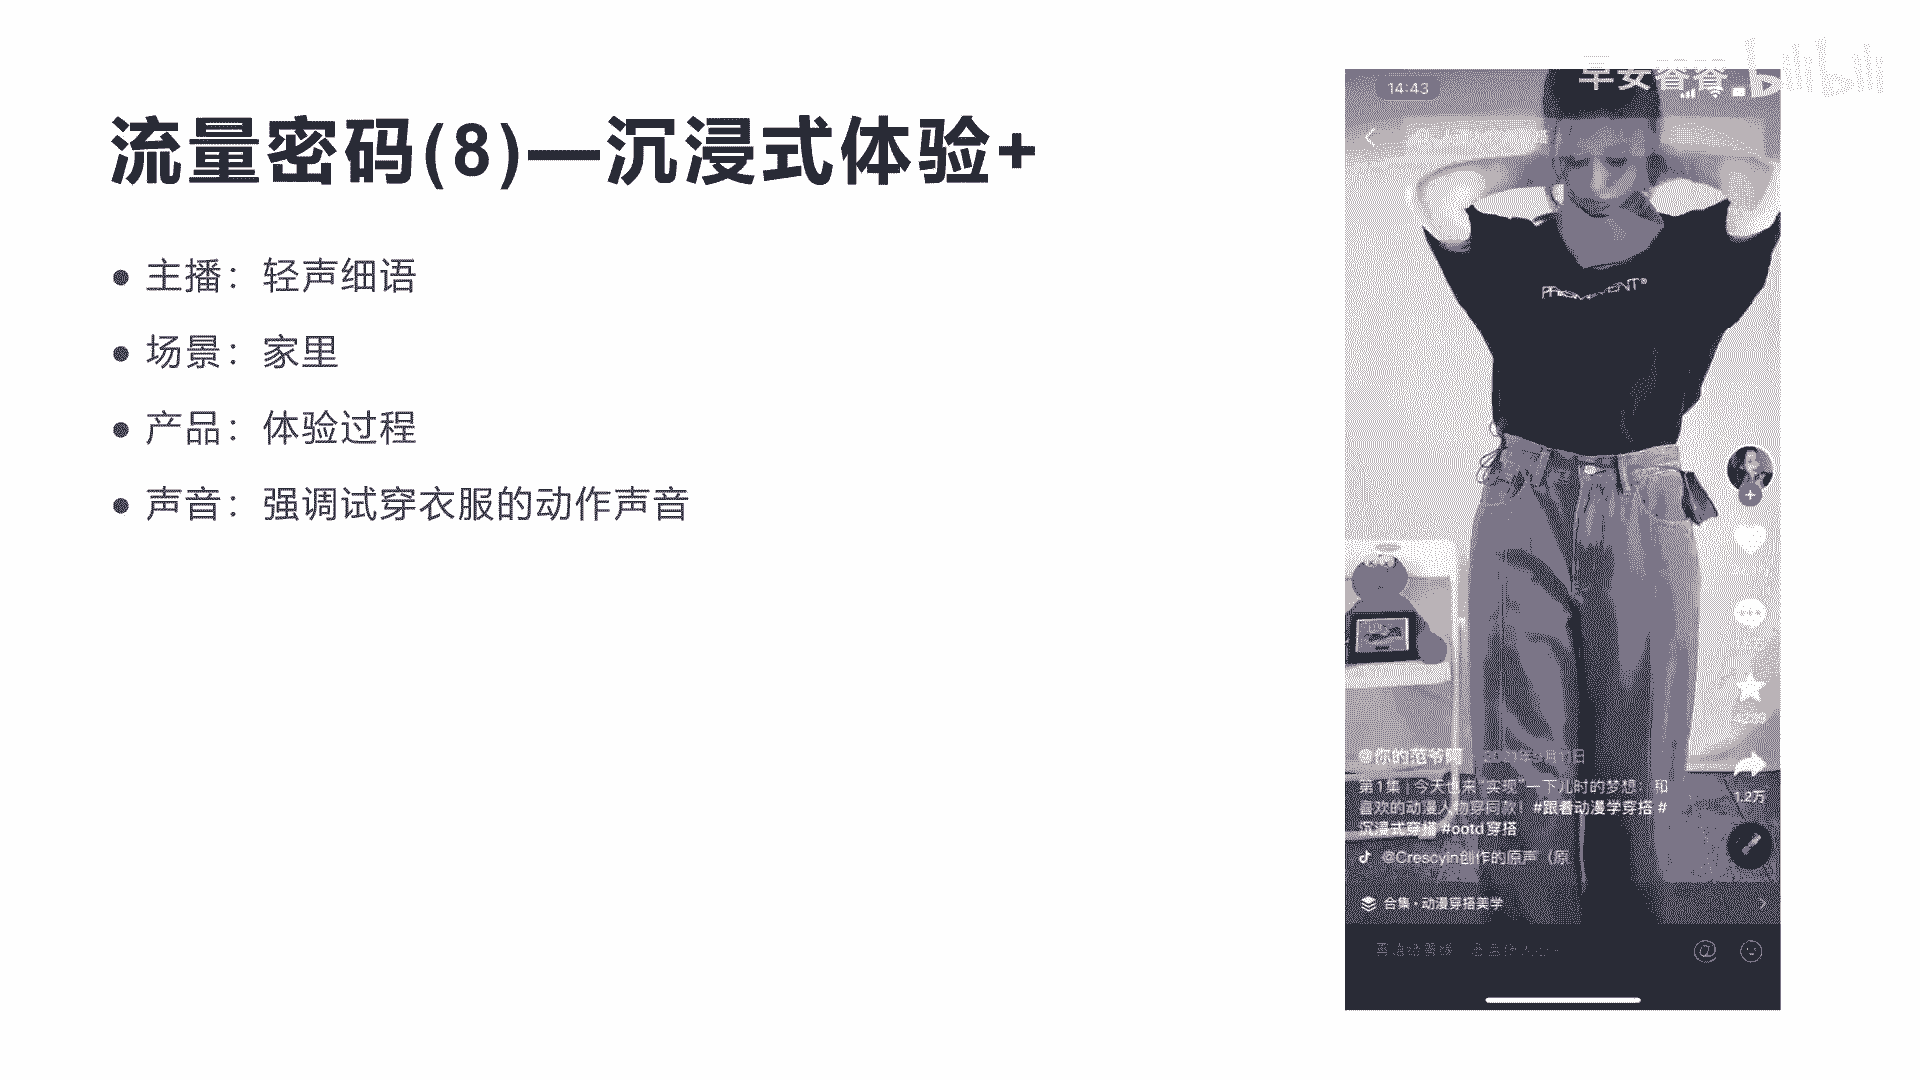 流量密码(8)—沉浸式体验+
● 主播：轻声细语
● 场景：家里
● 产品：体验过程
● 声音：强调试穿衣服的动作声音
早安睿睿 bilibili
14:43
PRISMEVENT®
1.2万
@你的范爷阿
第1集 | 今天也来“实现”一下儿时的梦想：和
喜欢的动漫人物穿同款！#跟着动漫学穿搭 #
沉浸式穿搭 #ootd穿搭
@Crescyin创作的原声（原
合集·动漫穿搭美学